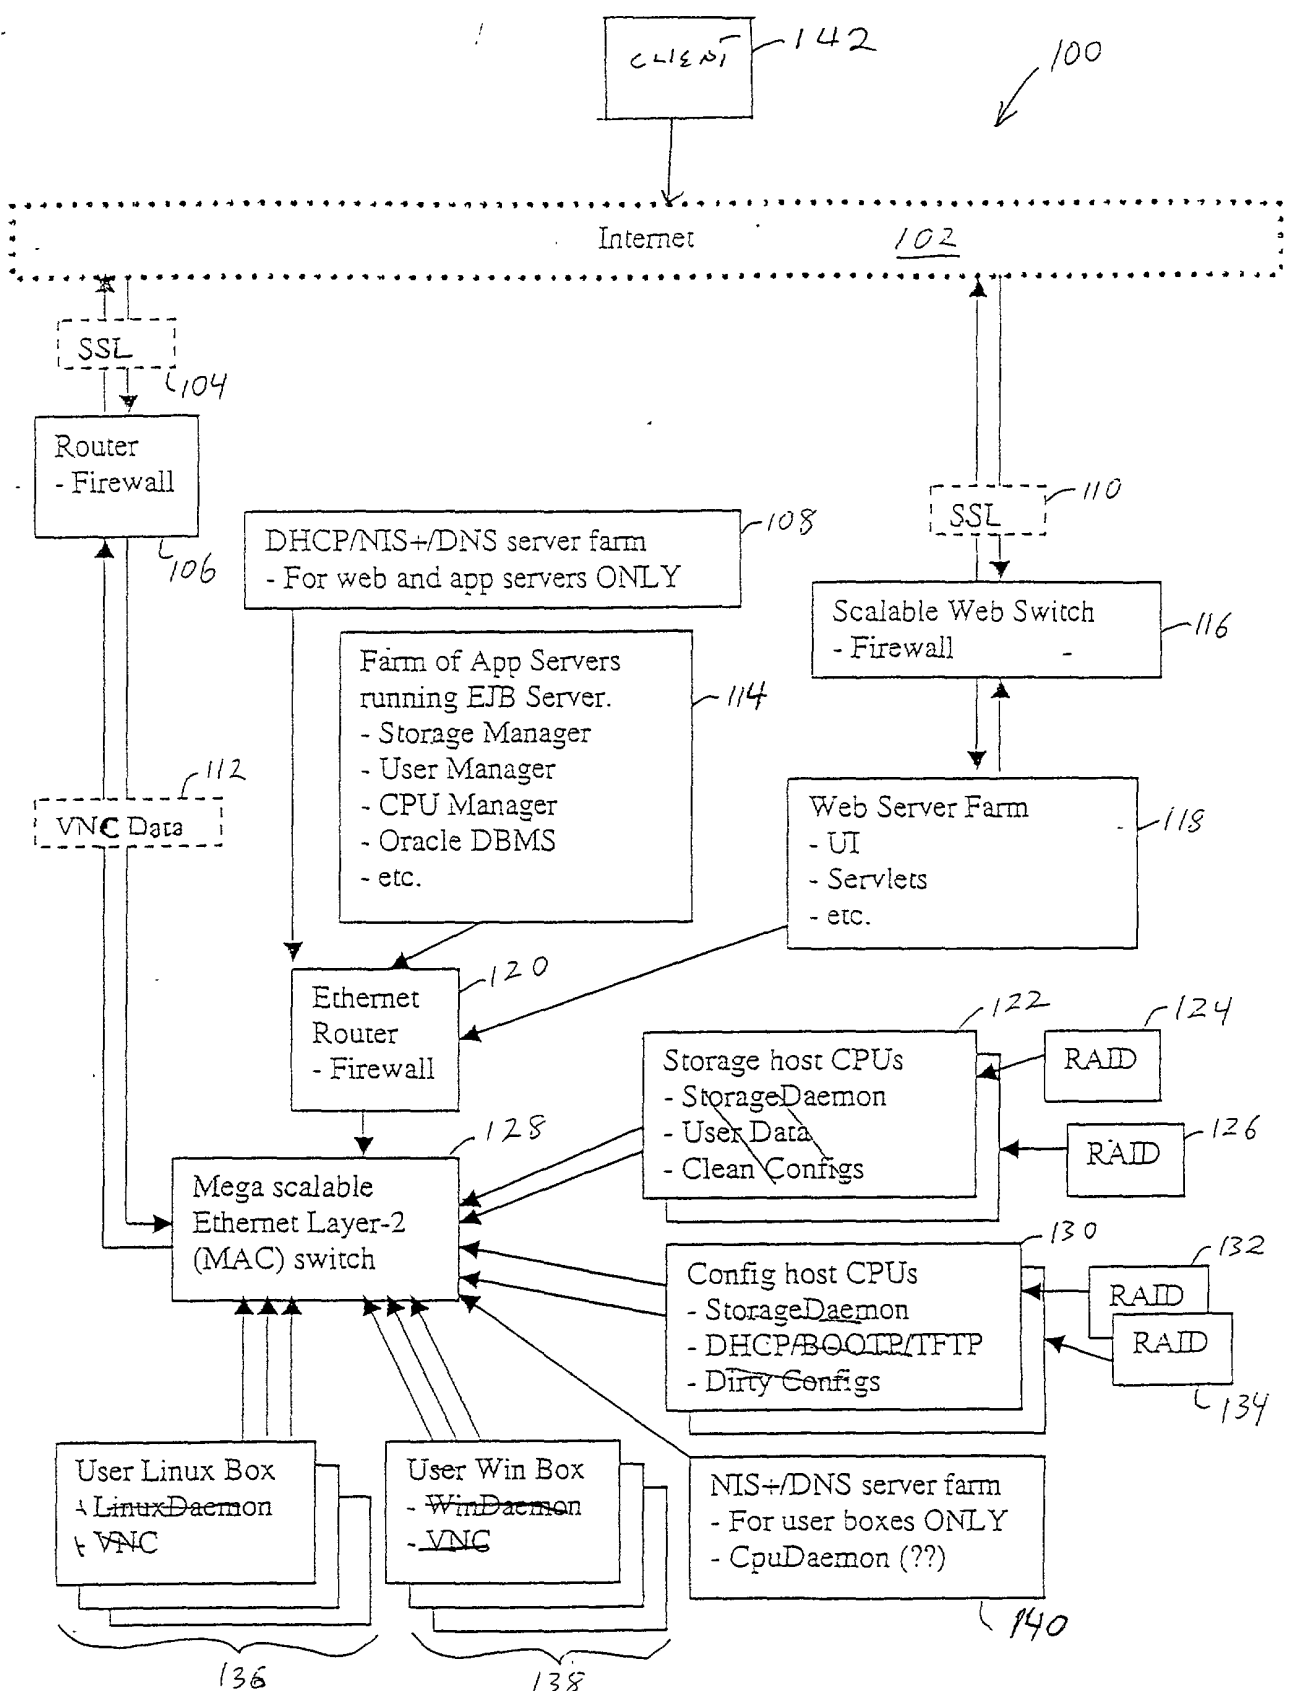 CLIENT
142
100
Internet
102
SSL
104
Router
- Firewall
106
110
SSL
108
DHCP/NIS+/DNS server farm
- For web and app servers ONLY
Scalable Web Switch
- Firewall
116
Farm of App Servers
running EJB Server.
- Storage Manager
- User Manager
- CPU Manager
- Oracle DBMS
- etc.
114
112
VNC Data
Web Server Farm
- UI
- Servlets
- etc.
118
120
Ethernet
Router
- Firewall
122
Storage host CPUs
- StorageDaemon
- User Data
- Clean Configs
124
RAID
126
RAID
128
Mega scalable
Ethernet Layer-2
(MAC) switch
130
Config host CPUs
- StorageDaemon
- DHCP/BOOTP/TFTP
- Dirty Configs
132
RAID
RAID
134
User Linux Box
- LinuxDaemon
- VNC
136
User Win Box
- WinDaemon
- VNC
138
NIS+/DNS server farm
- For user boxes ONLY
- CpuDaemon (??)
140